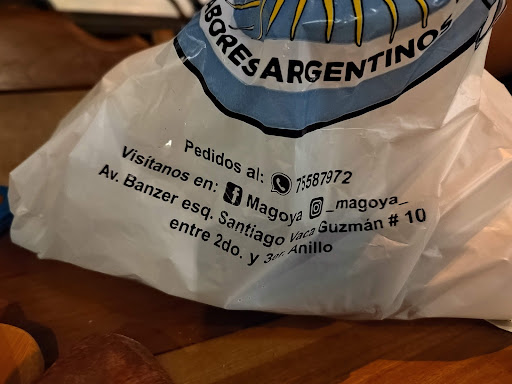 ABORES ARGENTINOS
Pedidos al: 75587972
Visítanos en: Magoya _magoya_
Av. Banzer esq. Santiago Vaca Guzmán # 10
entre 2do. y 3er. Anillo